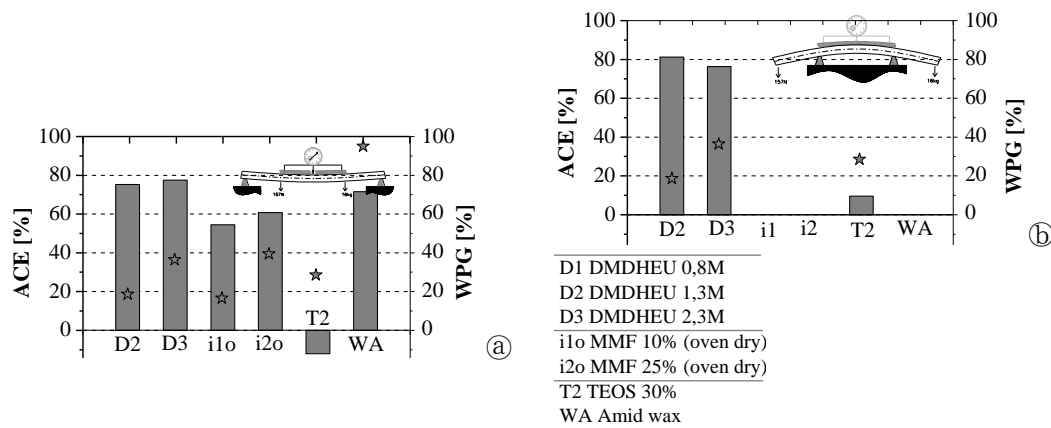 ACE [%]
100
80
60
40
20
0
D2
D3
i1o
i2o
T2
WA
157N
16kg
100
80
60
40
20
0
WPG [%]
ⓐ
ACE [%]
100
80
60
40
20
0
D2
D3
i1
i2
T2
WA
157N
16kg
100
80
60
40
20
0
WPG [%]
ⓑ
D1 DMDHEU 0,8M
D2 DMDHEU 1,3M
D3 DMDHEU 2,3M
i1o MMF 10% (oven dry)
i2o MMF 25% (oven dry)
T2 TEOS 30%
WA Amid wax